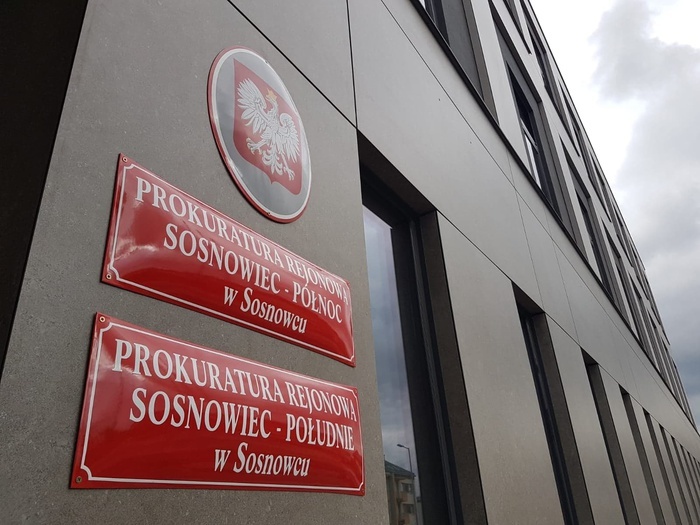 PROKURATURA REJONOWA
SOSNOWIEC - PÓŁNOC
w Sosnowcu
PROKURATURA REJONOWA
SOSNOWIEC - POŁUDNIE
w Sosnowcu